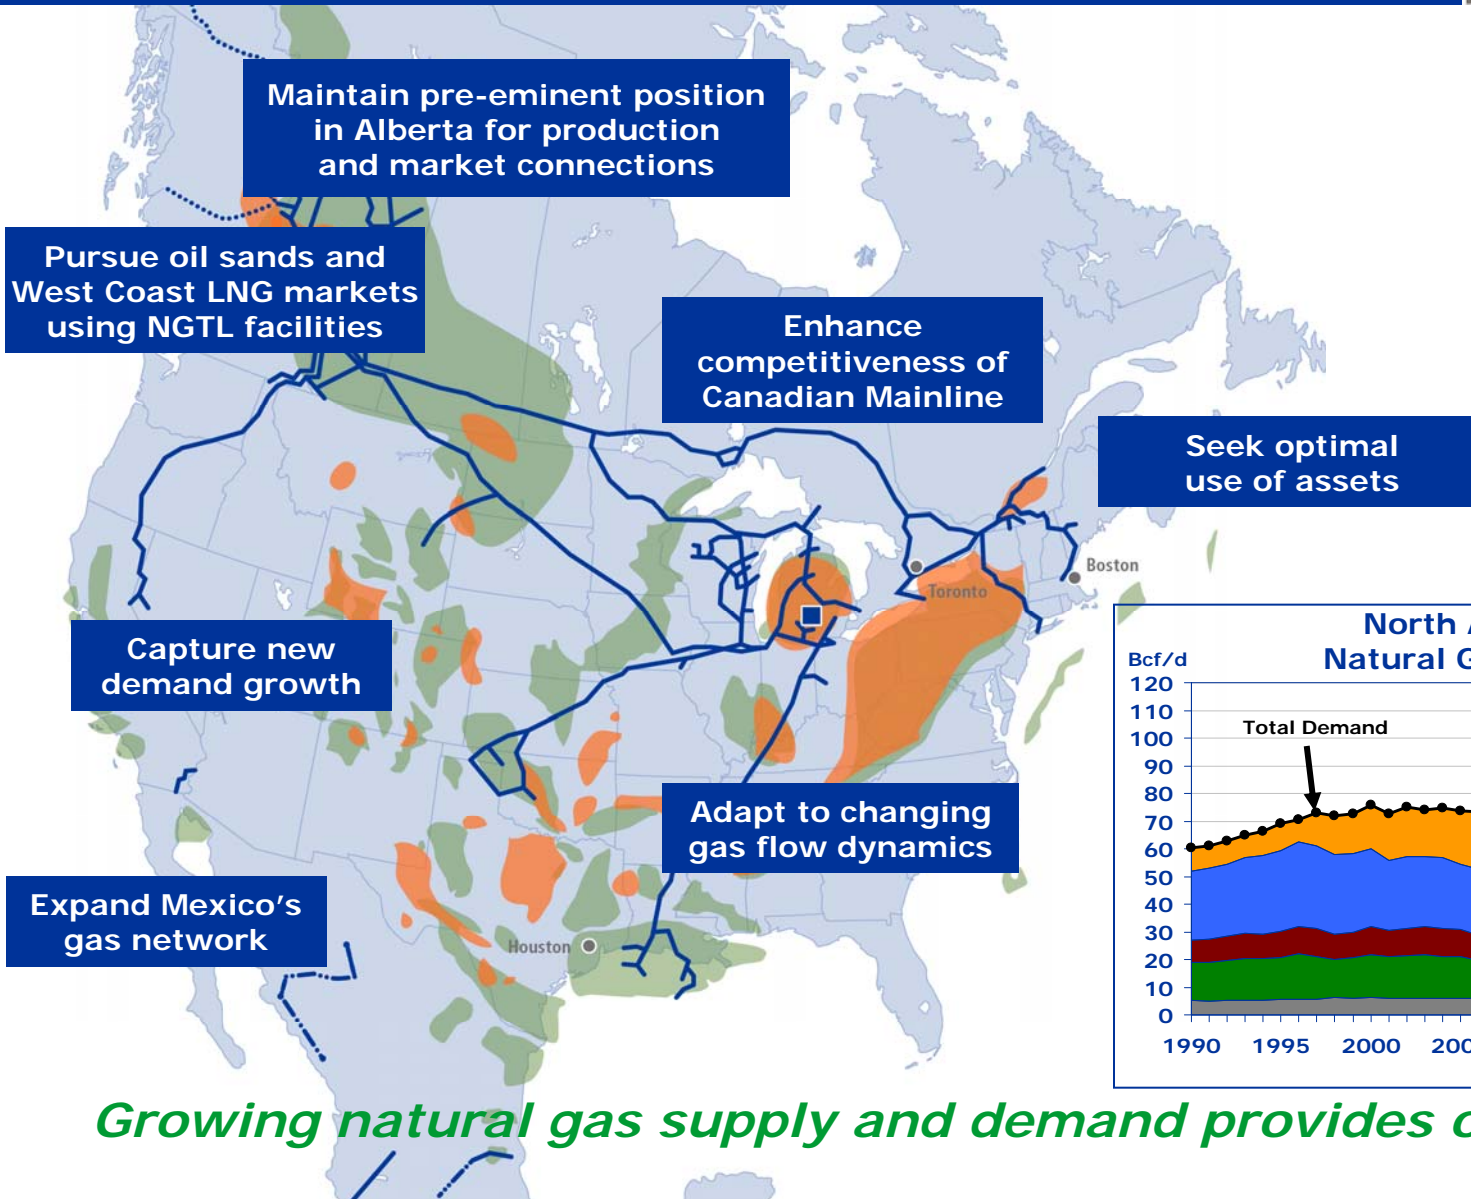 Maintain pre-eminent position
in Alberta for production
and market connections
Pursue oil sands and
West Coast LNG markets
using NGTL facilities
Enhance
competitiveness of
Canadian Mainline
Seek optimal
use of assets
Boston
Toronto
Capture new
demand growth
Adapt to changing
gas flow dynamics
Expand Mexico's
gas network
Houston
North
Natural
Bcf/d
120
110
100
90
80
70
60
50
40
30
20
10
0
Total Demand
1990 1995 2000
Growing natural gas supply and demand provides